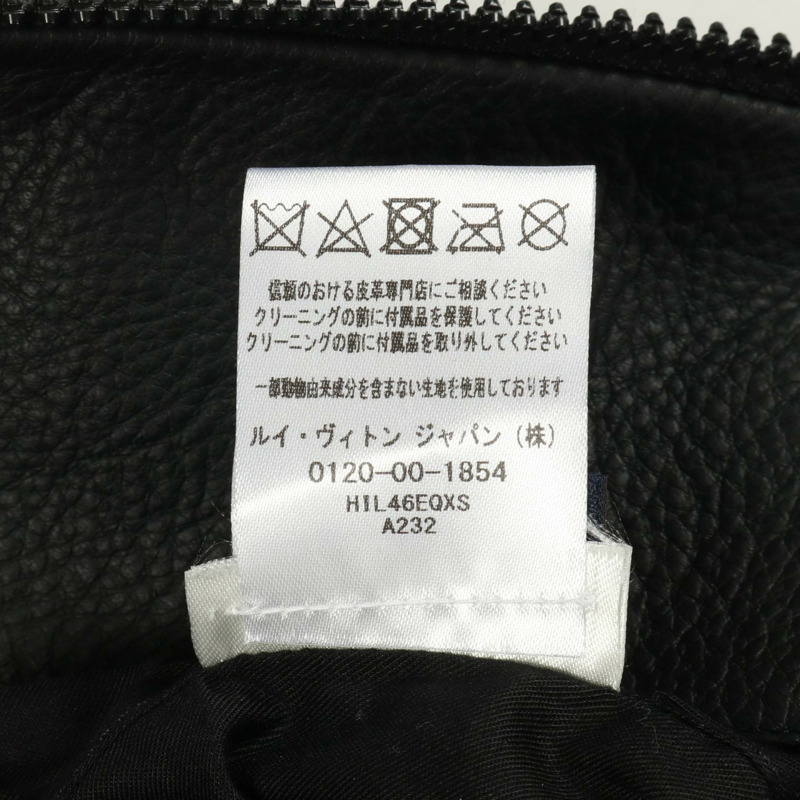 信頼のおける皮革専門店にご相談ください
クリーニングの前に付属品を保護してください
クリーニングの前に付属品を取り外してください
一部動物由来成分を含まない生地を使用しております
ルイ・ヴィトン ジャパン（株）
0120-00-1854
HIL46EQXS
A232